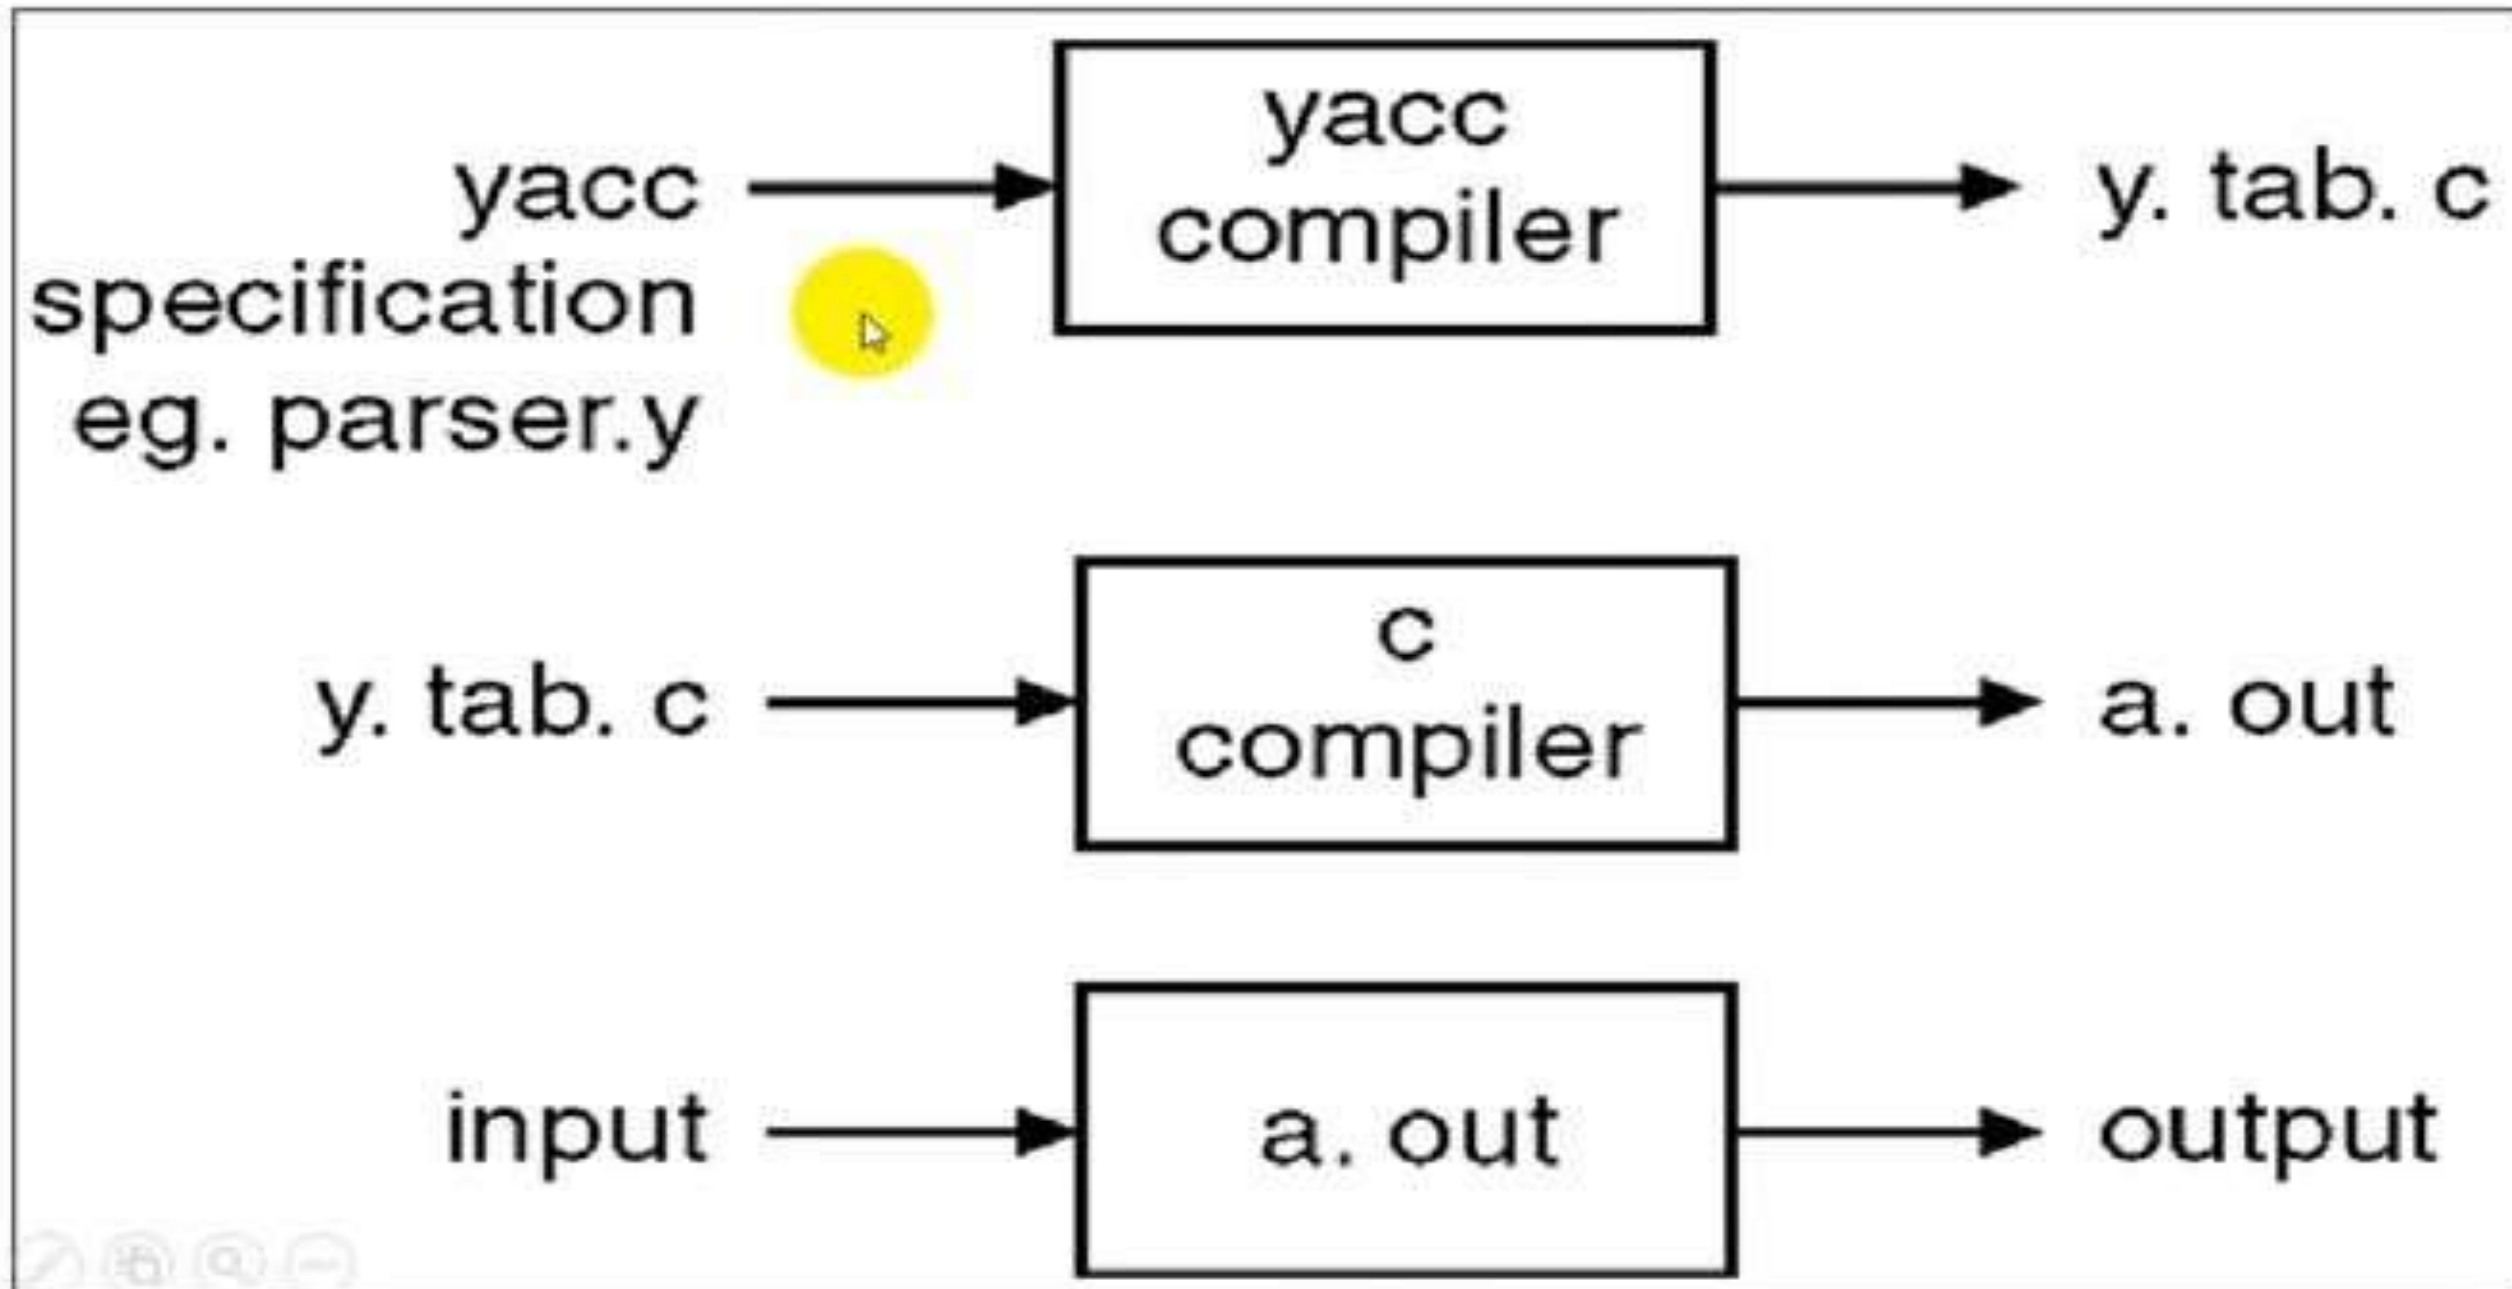 yacc
specification
eg. parser.y
yacc
compiler
y. tab. c
y. tab. c
c
compiler
a. out
input
a. out
output